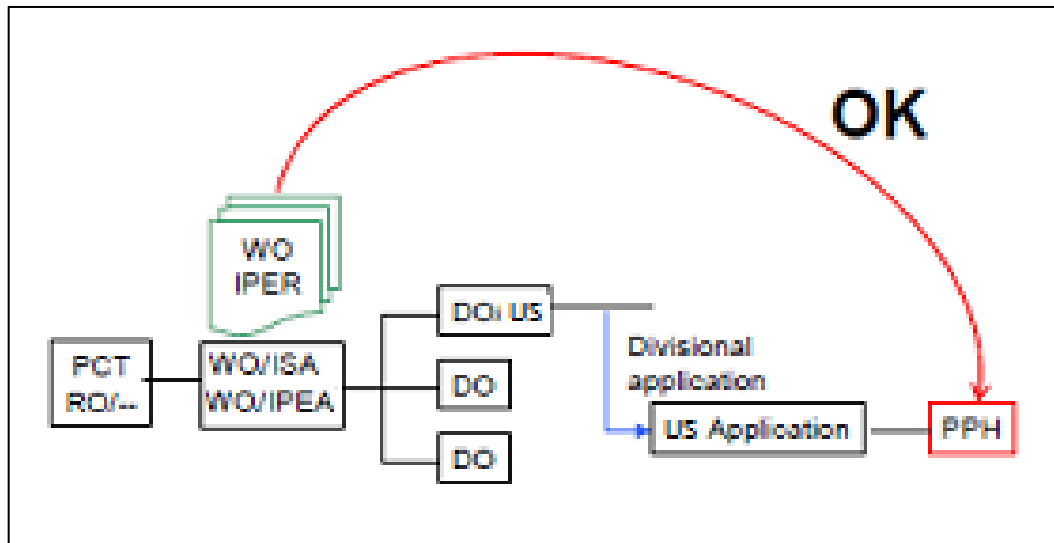 OK
WO
IPER
PCT
RO/--
WO/ISA
WO/IPEA
DO/ US
DO
DO
Divisional
application
US Application
PPH